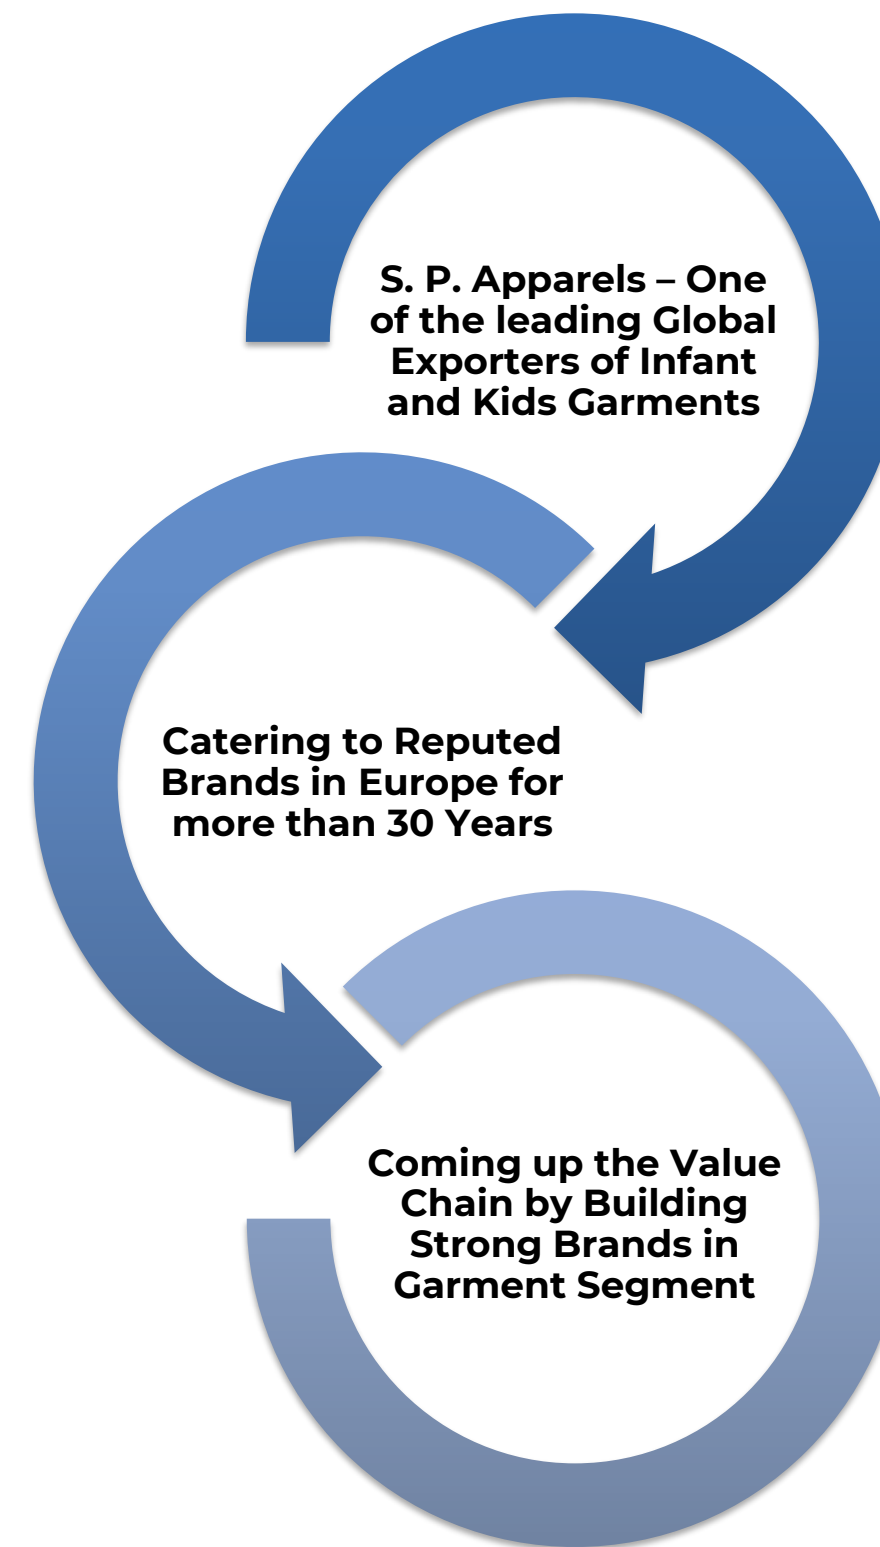 S. P. Apparels – One
of the leading Global
Exporters of Infant
and Kids Garments
Catering to Reputed
Brands in Europe for
more than 30 Years
Coming up the Value
Chain by Building
Strong Brands in
Garment Segment